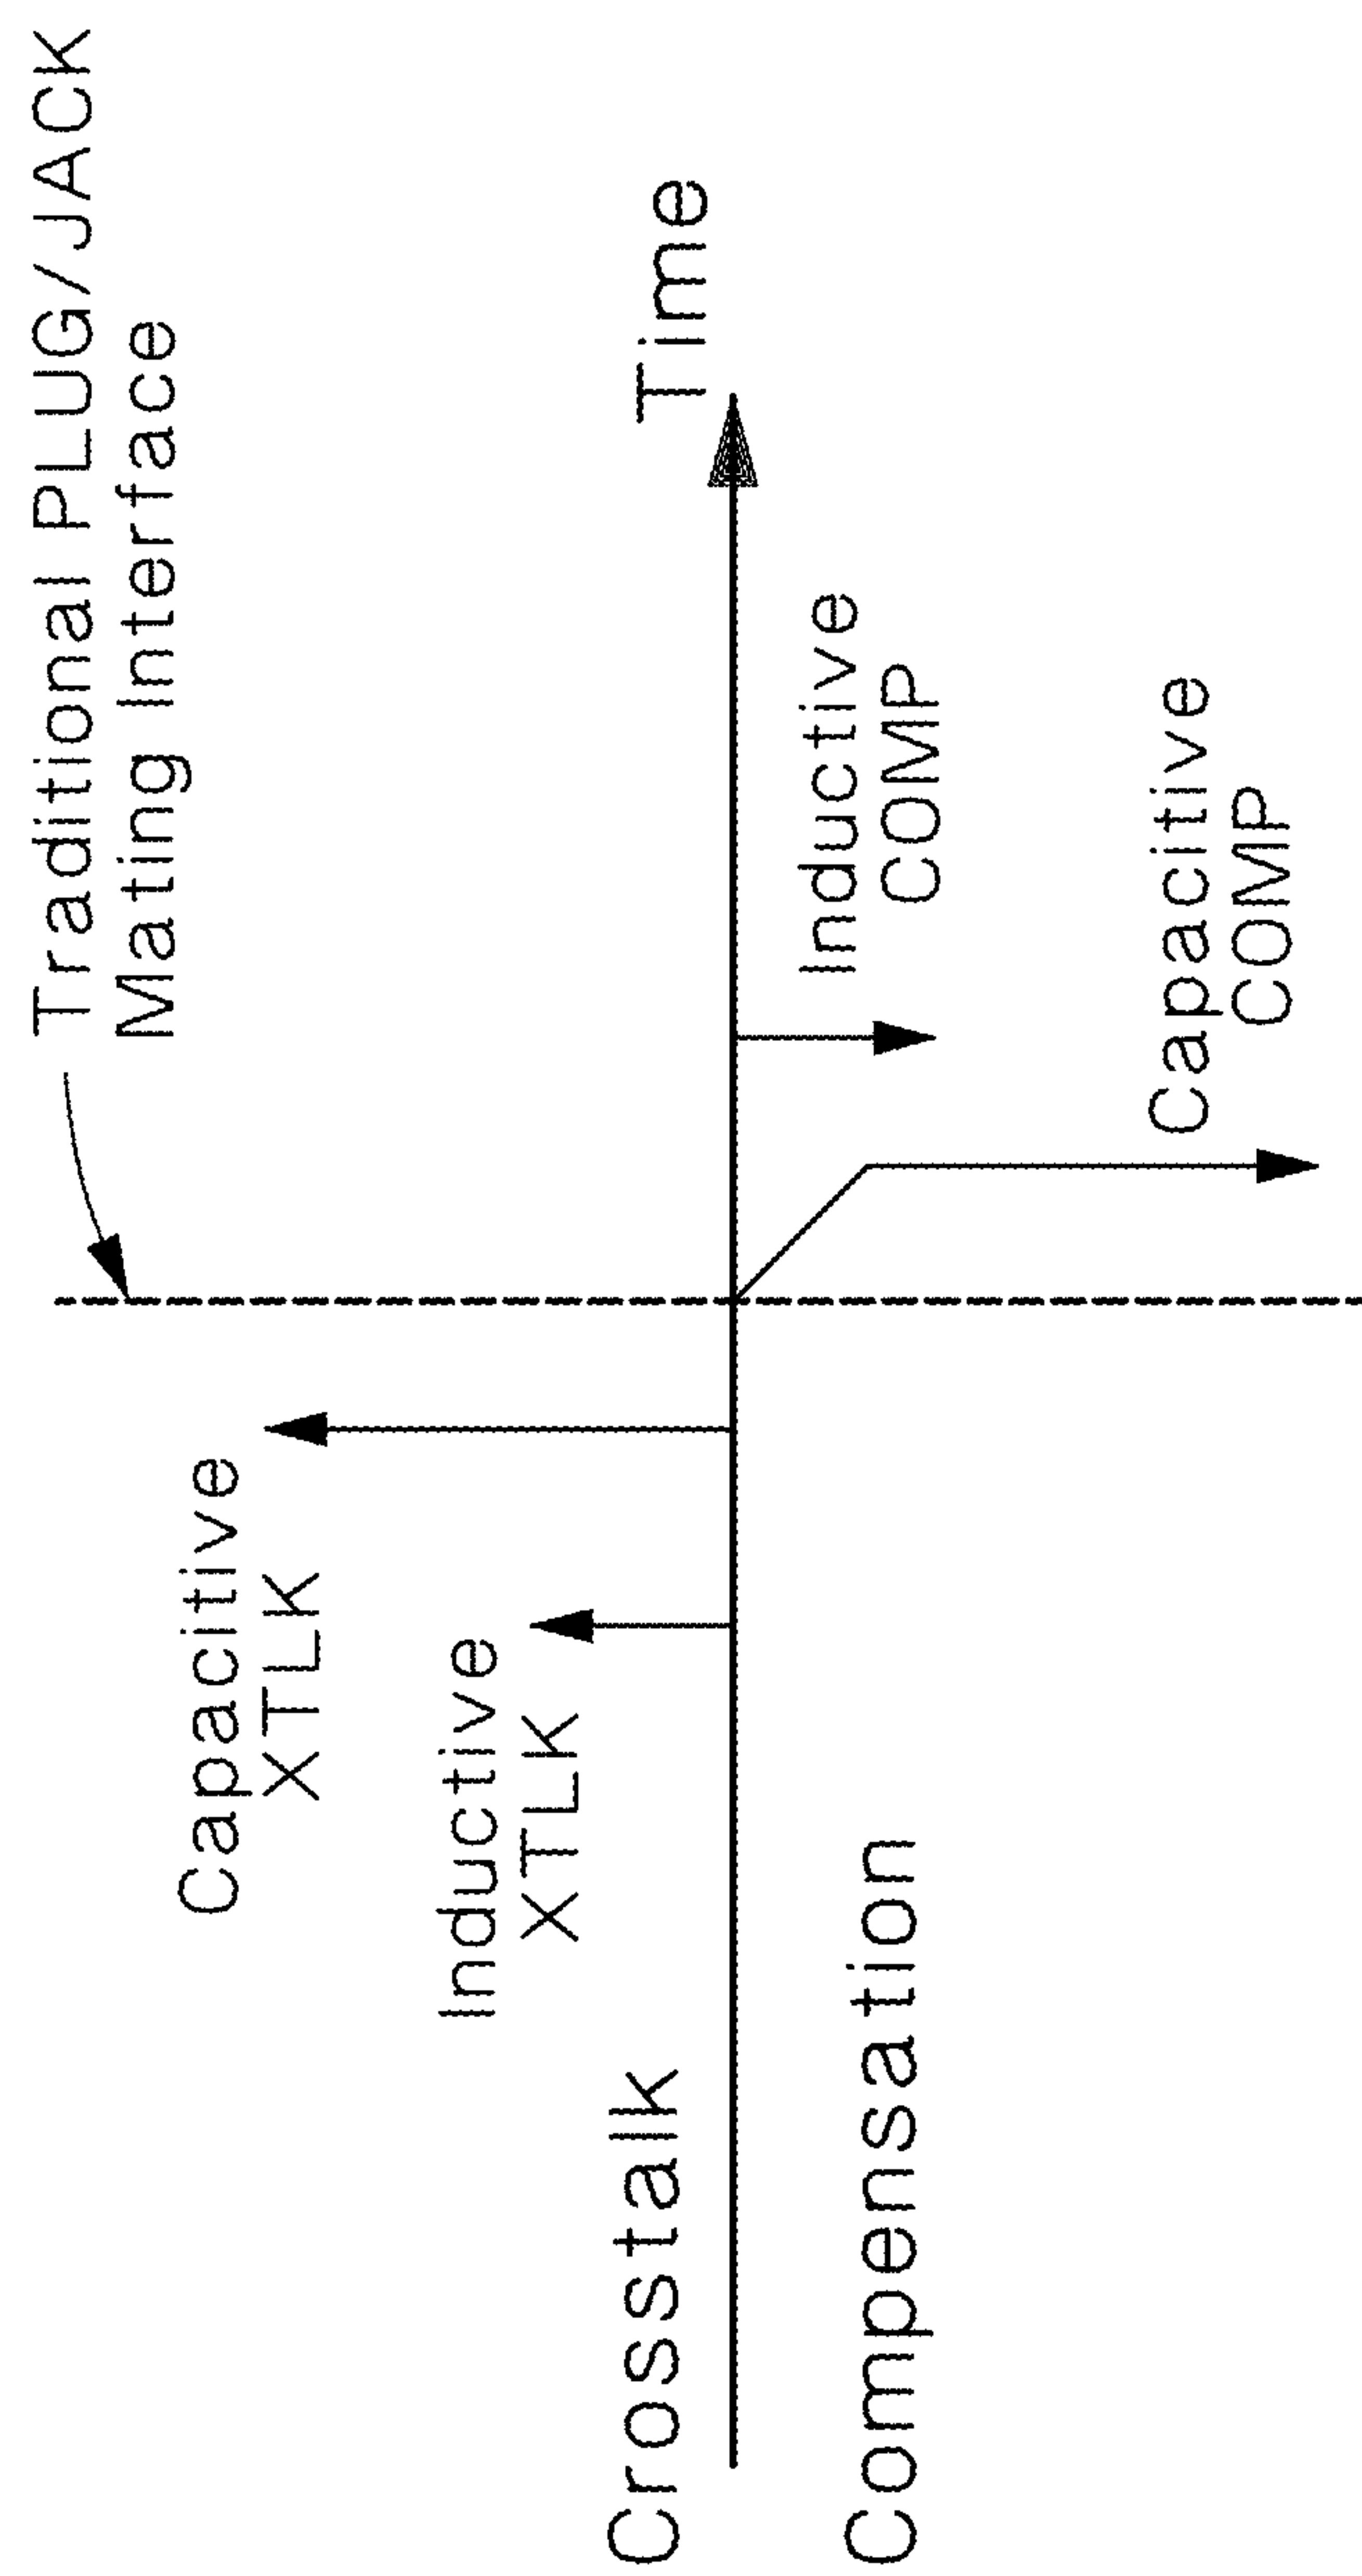 Traditional PLUG/JACK
Mating Interface
Capacitive
XTLK
Inductive
XTLK
Crosstalk
Time
Compensation
Inductive
COMP
Capacitive
COMP